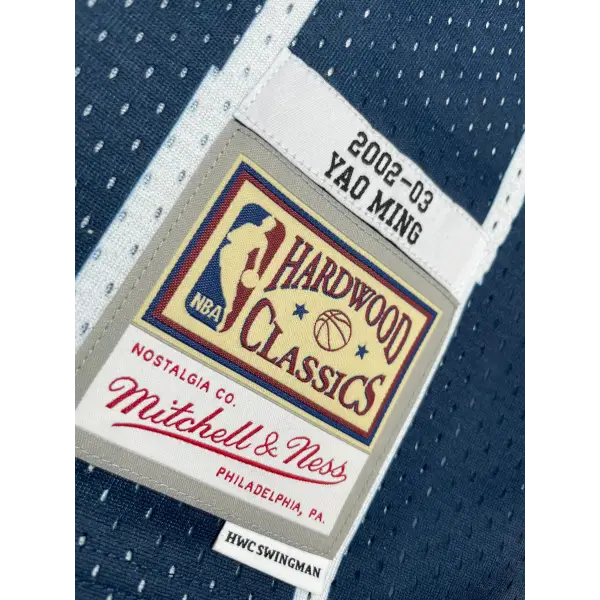 2002-03
YAO MING
HARDWOOD
CLASSICS
NBA
NOSTALGIA CO.
Mitchell & Ness
PHILADELPHIA, PA.
HWC SWINGMAN